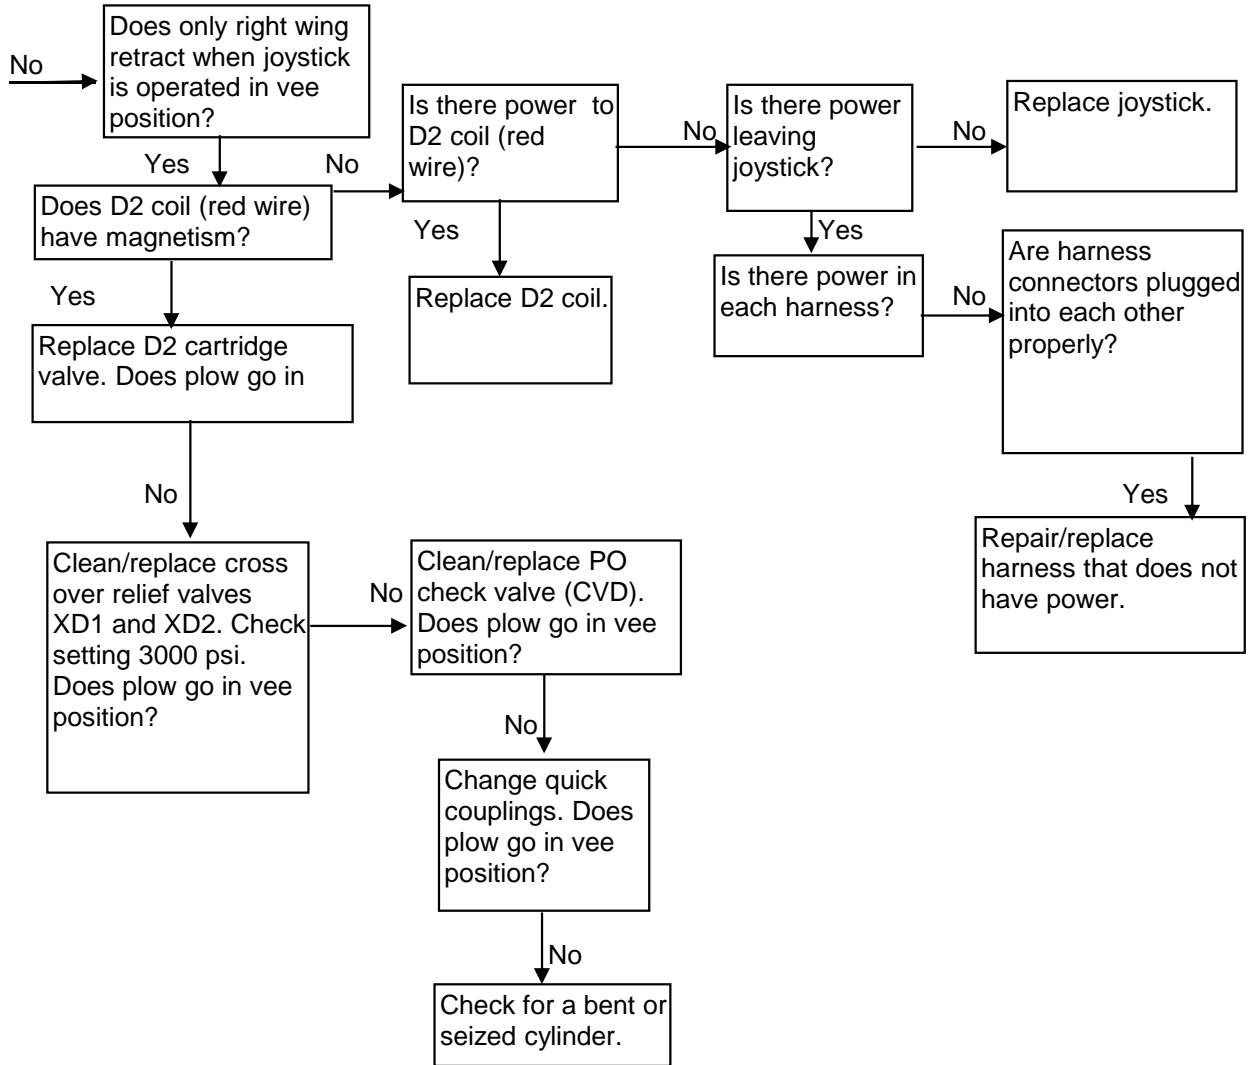 Does only right wing
retract when joystick
is operated in vee
position?
No
Yes
No
Is there power to
D2 coil (red
wire)?
No
Is there power
leaving
joystick?
No
Replace joystick.
Does D2 coil (red wire)
have magnetism?
Yes
Yes
Yes
Replace D2 coil.
Is there power in
each harness?
No
Are harness
connectors plugged
into each other
properly?
Replace D2 cartridge
valve. Does plow go in
No
Yes
Repair/replace
harness that does not
have power.
Clean/replace cross
over relief valves
XD1 and XD2. Check
setting 3000 psi.
Does plow go in vee
position?
No
Clean/replace PO
check valve (CVD).
Does plow go in vee
position?
No
Change quick
couplings. Does
plow go in vee
position?
No
Check for a bent or
seized cylinder.